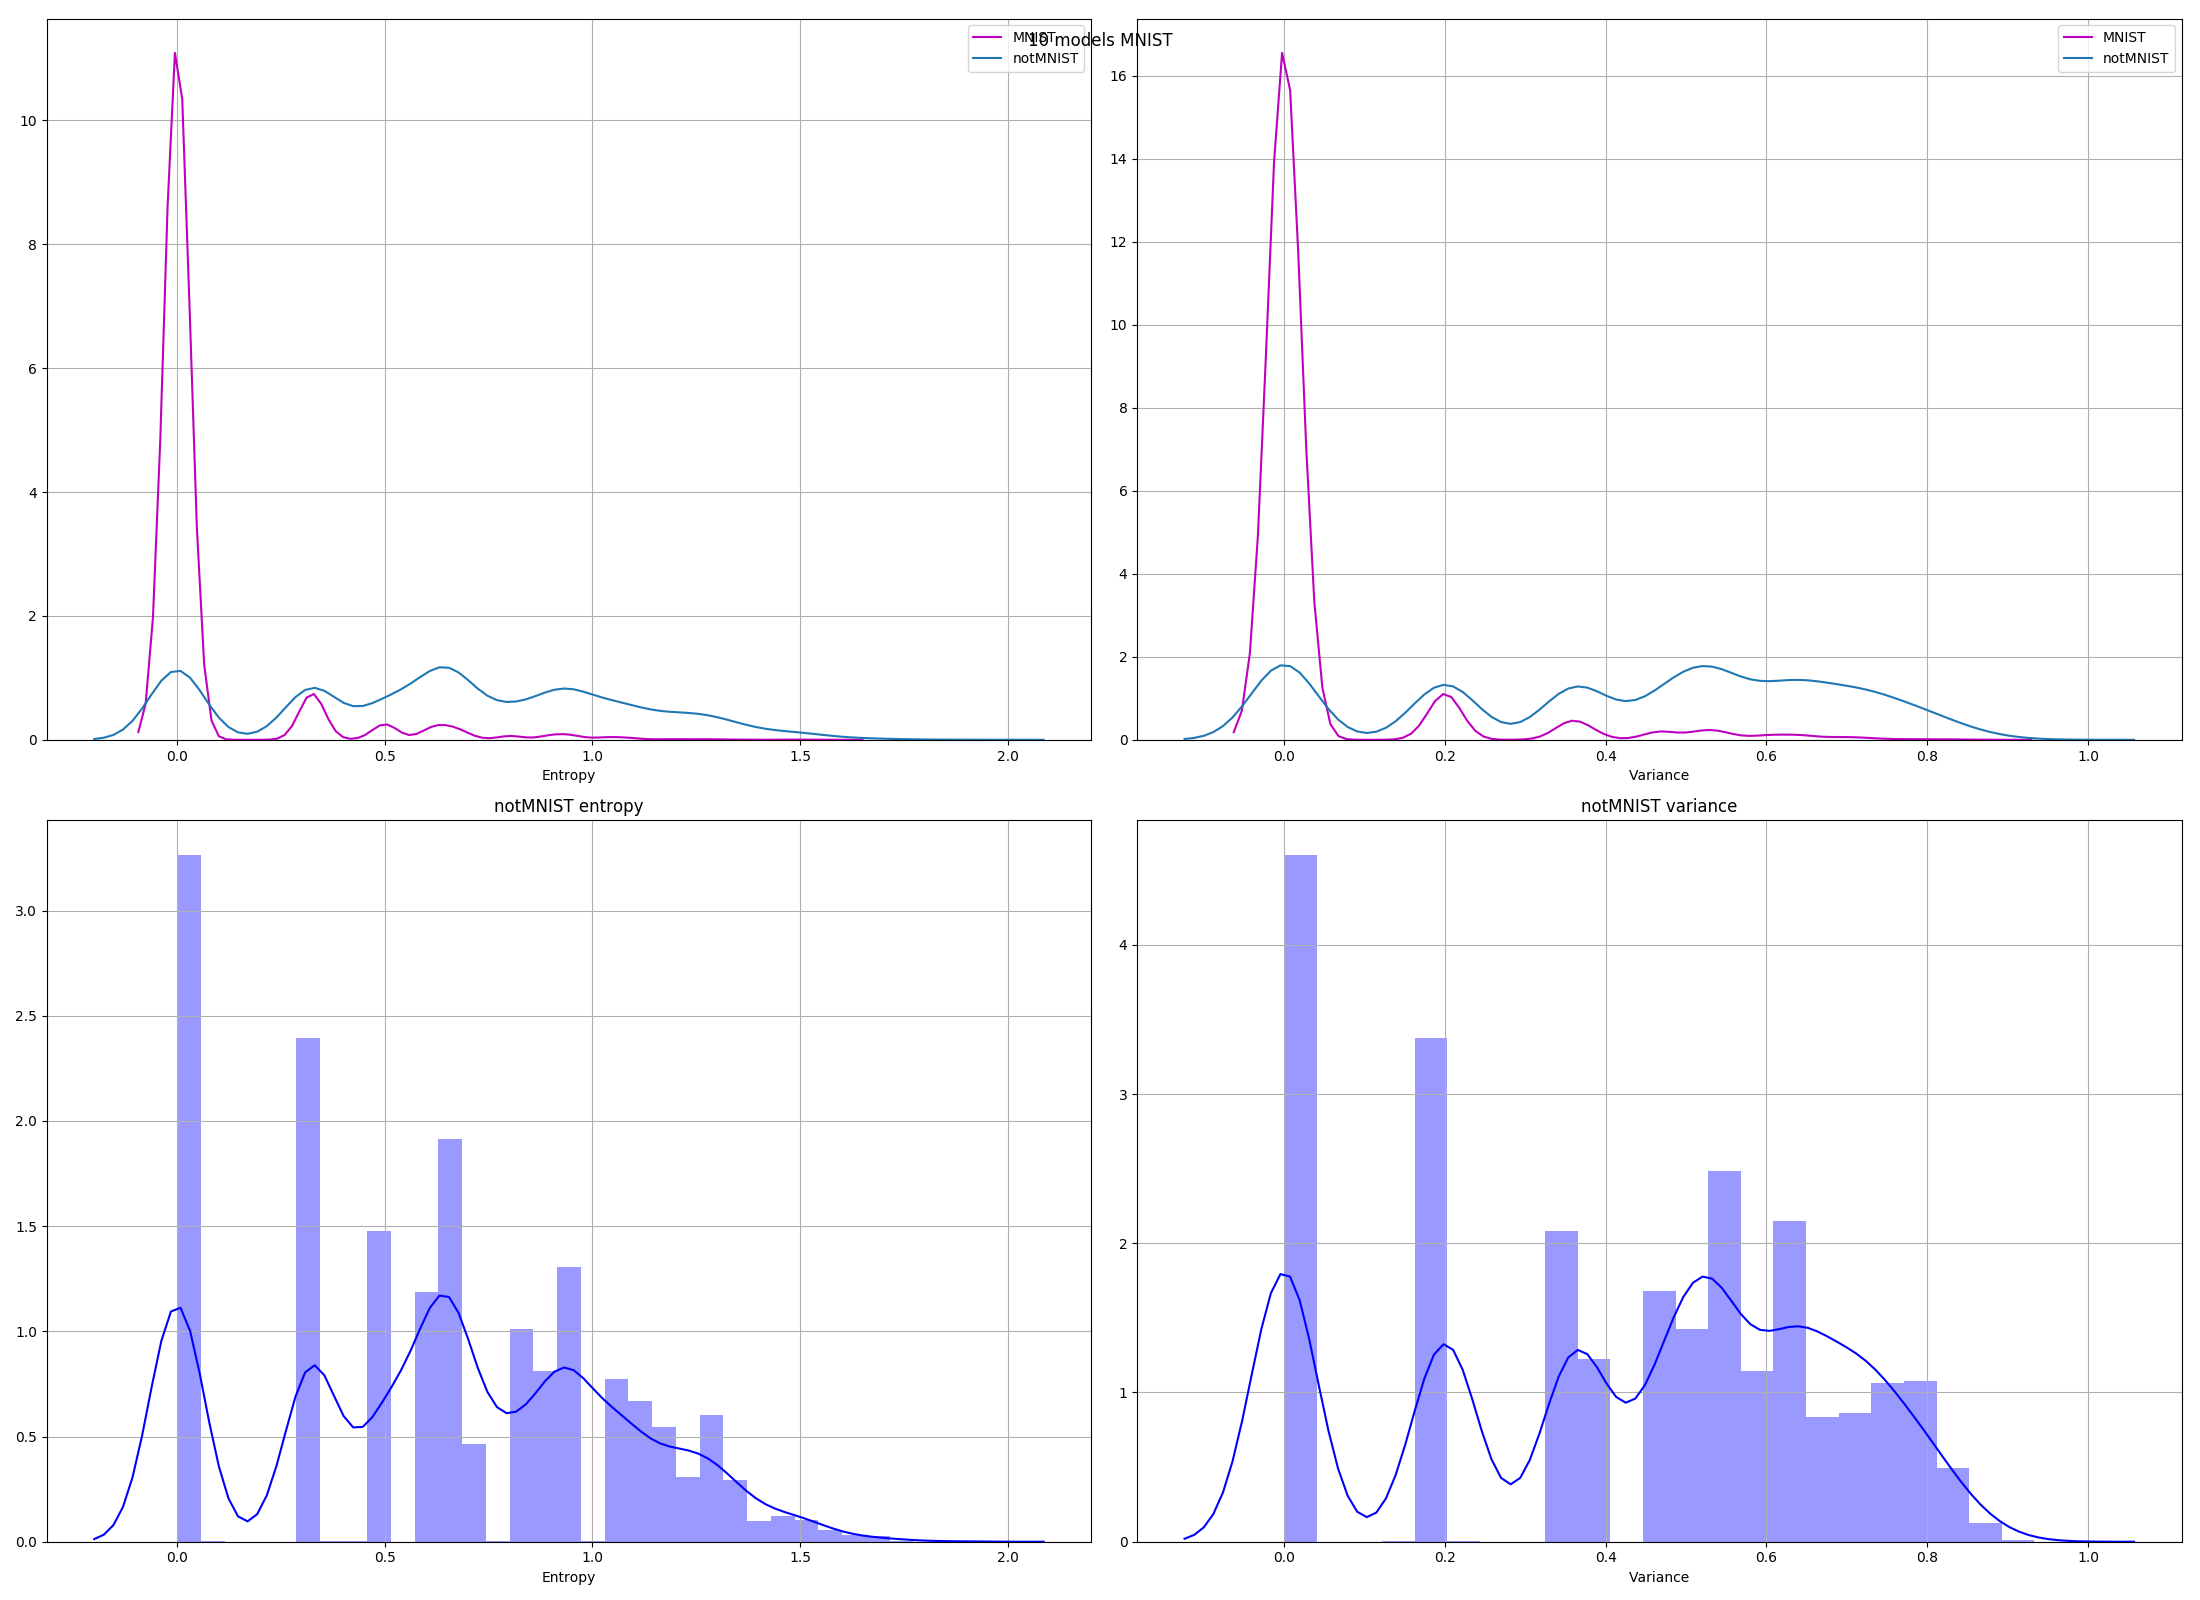 10 models MNIST
MNIST
notMNIST
10
8
6
4
2
0
0.0 0.5 1.0 1.5 2.0
Entropy
MNIST
notMNIST
16
14
12
10
8
6
4
2
0
0.0 0.2 0.4 0.6 0.8 1.0
Variance
notMNIST entropy
3.0
2.5
2.0
1.5
1.0
0.5
0.0
0.0 0.5 1.0 1.5 2.0
Entropy
notMNIST variance
4
3
2
1
0
0.0 0.2 0.4 0.6 0.8 1.0
Variance